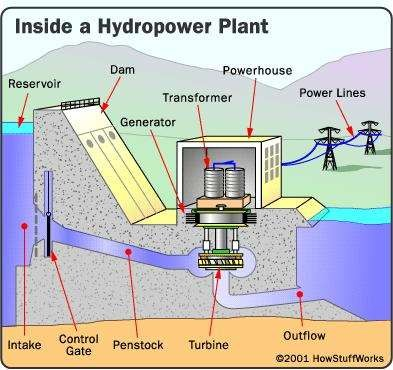 Inside a Hydropower Plant
Reservoir
Dam
Powerhouse
Transformer
Power Lines
Generator
Intake
Control
Gate
Penstock
Turbine
Outflow
©2001 HowStuffWorks